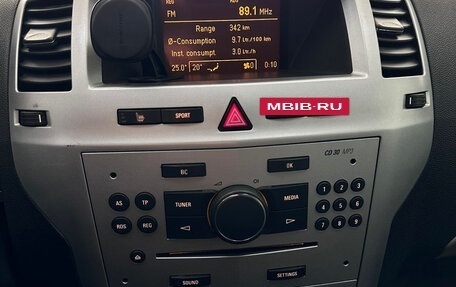 REG
FM
REG
89.1 MHz
Range 342 km
Ø-Consumption 9.7 Ltr/100 km
Inst consumpt. 3.0 Ltr/h
25.0° 20° 0:10
SPORT
MBIB·RU
CD 30 MP3
BC
OK
AS
TP
TUNER
MEDIA
1 2 3
4 5 6
RDS
REG
7 8 9
SOUND
SETTINGS